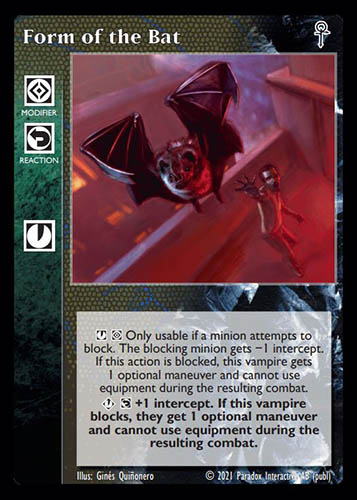 Form of the Bat
MODIFIER
REACTION
Only usable if a minion attempts to
block. The blocking minion gets −1 intercept.
If this action is blocked, this vampire gets
1 optional maneuver and cannot use
equipment during the resulting combat.
+1 intercept. If this vampire
blocks, they get 1 optional maneuver
and cannot use equipment during the
resulting combat.
Illus: Ginés Quiñonero
© 2021 Paradox Interactive AB (publ)